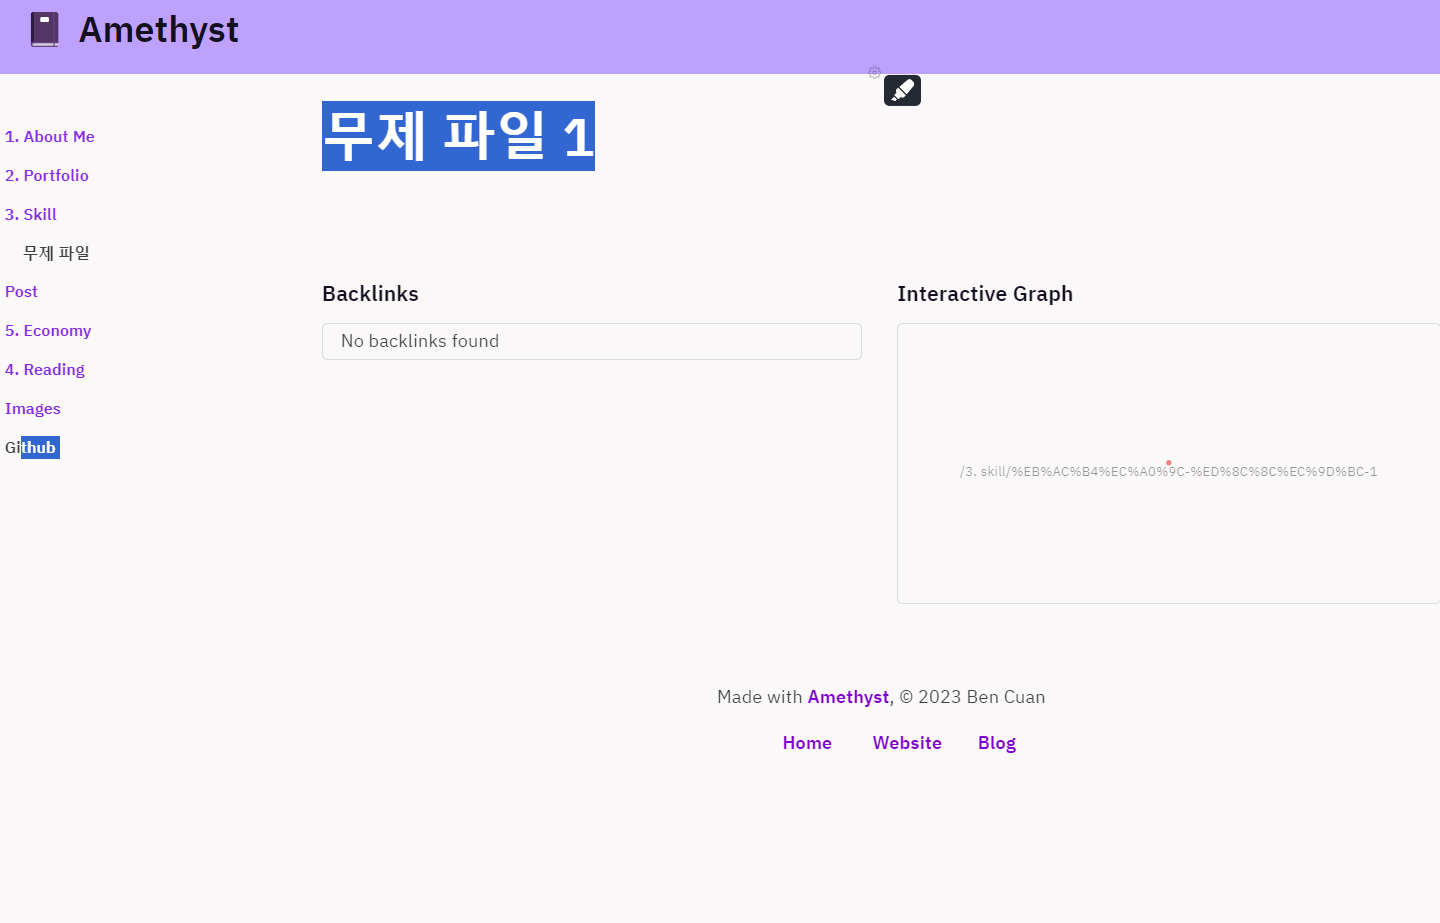 Amethyst
1. About Me
2. Portfolio
3. Skill
무제 파일
Post
5. Economy
4. Reading
Images
Github
무제 파일 1
Backlinks
No backlinks found
Interactive Graph
/3. skill/%EB%AC%B4%EC%A0%9C-%ED%8C%8C%EC%9D%BC-1
Made with Amethyst, © 2023 Ben Cuan
Home Website Blog